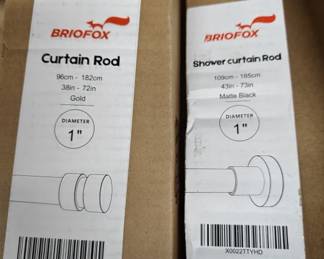 BRIOFOX
Curtain Rod
96cm - 182cm
38in - 72in
Gold
DIAMETER
1"
BRIOFOX
Shower curtain Rod
109cm - 185cm
43in - 73in
Matte Black
DIAMETER
1"
X0022TTYHD